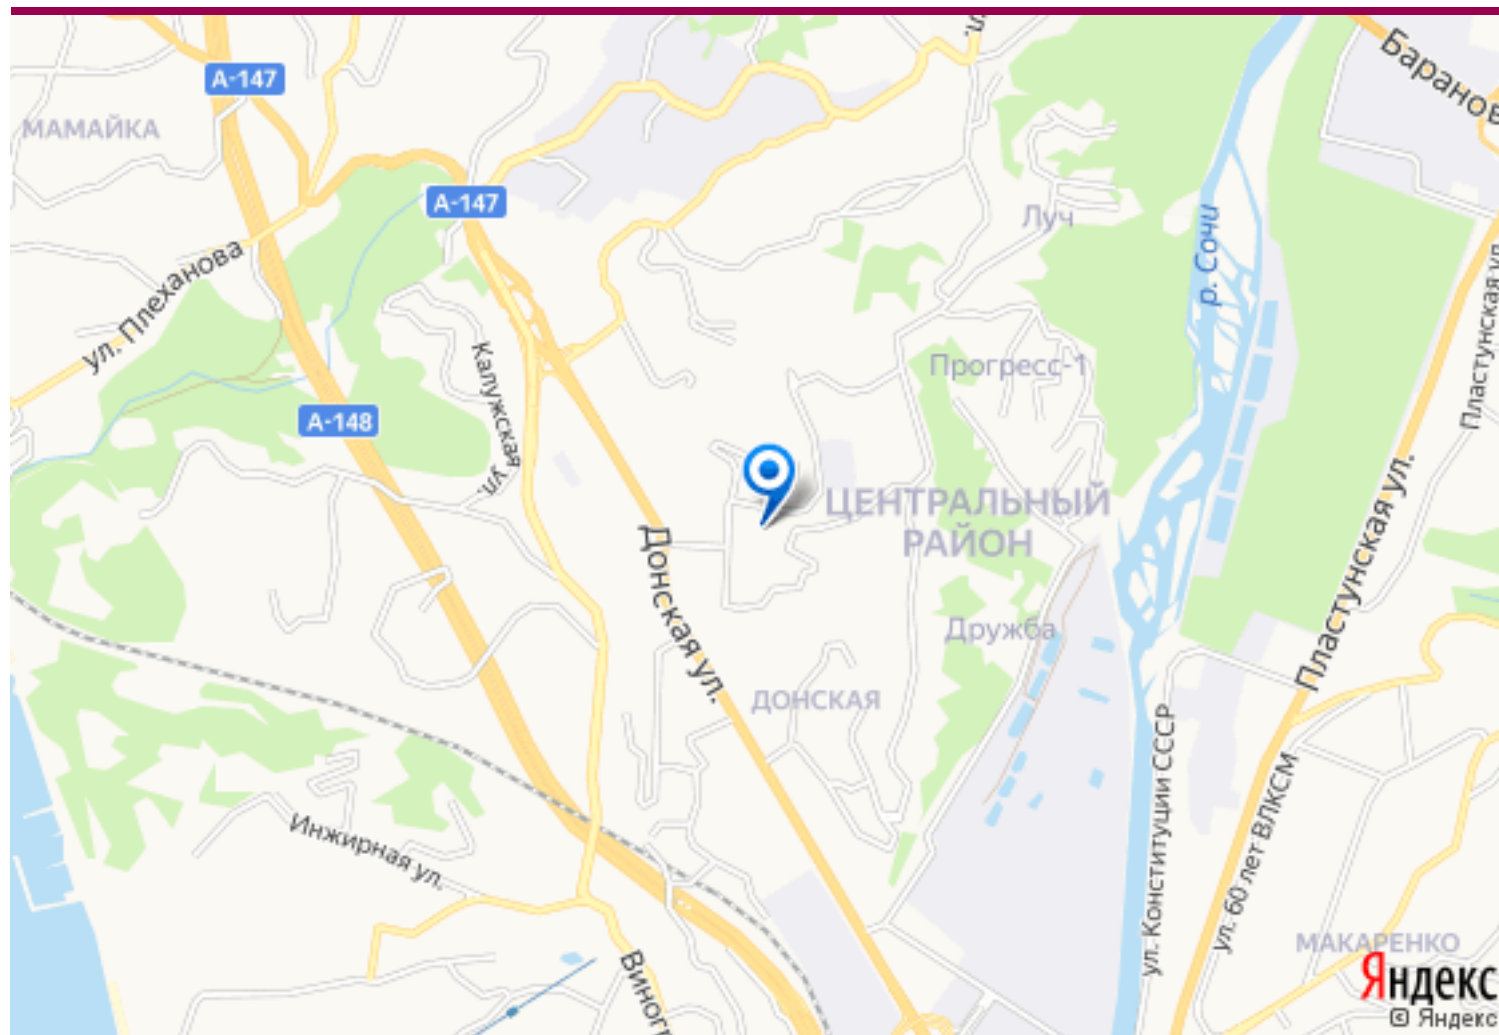 Баранов
А-147
МАМАЙКА
А-147
Луч
р. Сочи
ул. Плеханова
Пластунская ул.
Калужская ул.
Прогресс-1
А-148
ЦЕНТРАЛЬНЫЙ
РАЙОН
Донская ул.
Пластунская ул.
Дружба
ДОНСКАЯ
ул. Конституции СССР
ул. 60 лет ВЛКСМ
Инжирная ул.
Виногр
МАКАРЕНКО
Яндекс
© Яндекс